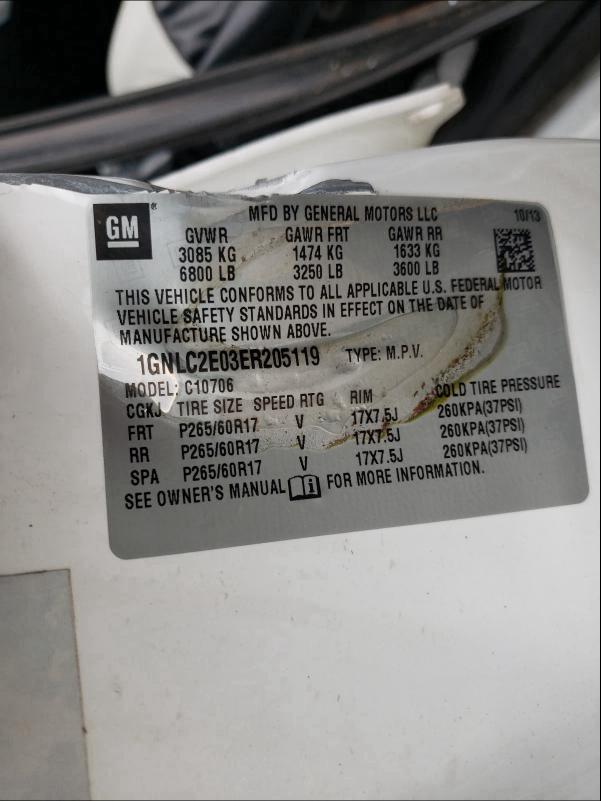 GM ®
MFD BY GENERAL MOTORS LLC 10/13
GVWR GAWR FRT GAWR RR
3085 KG 1474 KG 1633 KG
6800 LB 3250 LB 3600 LB
THIS VEHICLE CONFORMS TO ALL APPLICABLE U.S. FEDERAL MOTOR
VEHICLE SAFETY STANDARDS IN EFFECT ON THE DATE OF
MANUFACTURE SHOWN ABOVE.
1GNLC2E03ER205119 TYPE: M.P.V.
MODEL: C10706
CGKJ TIRE SIZE SPEED RTG RIM COLD TIRE PRESSURE
FRT P265/60R17 V 17X7.5J 260KPA(37PSI)
RR P265/60R17 V 17X7.5J 260KPA(37PSI)
SPA P265/60R17 V 17X7.5J 260KPA(37PSI)
SEE OWNER'S MANUAL FOR MORE INFORMATION.